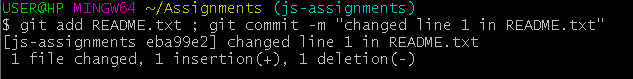 USER@HP MINGW64 ~/Assignments (js-assignments)
$ git add README.txt ; git commit -m "changed line 1 in README.txt"
[js-assignments eba99e2] changed line 1 in README.txt
 1 file changed, 1 insertion(+), 1 deletion(-)